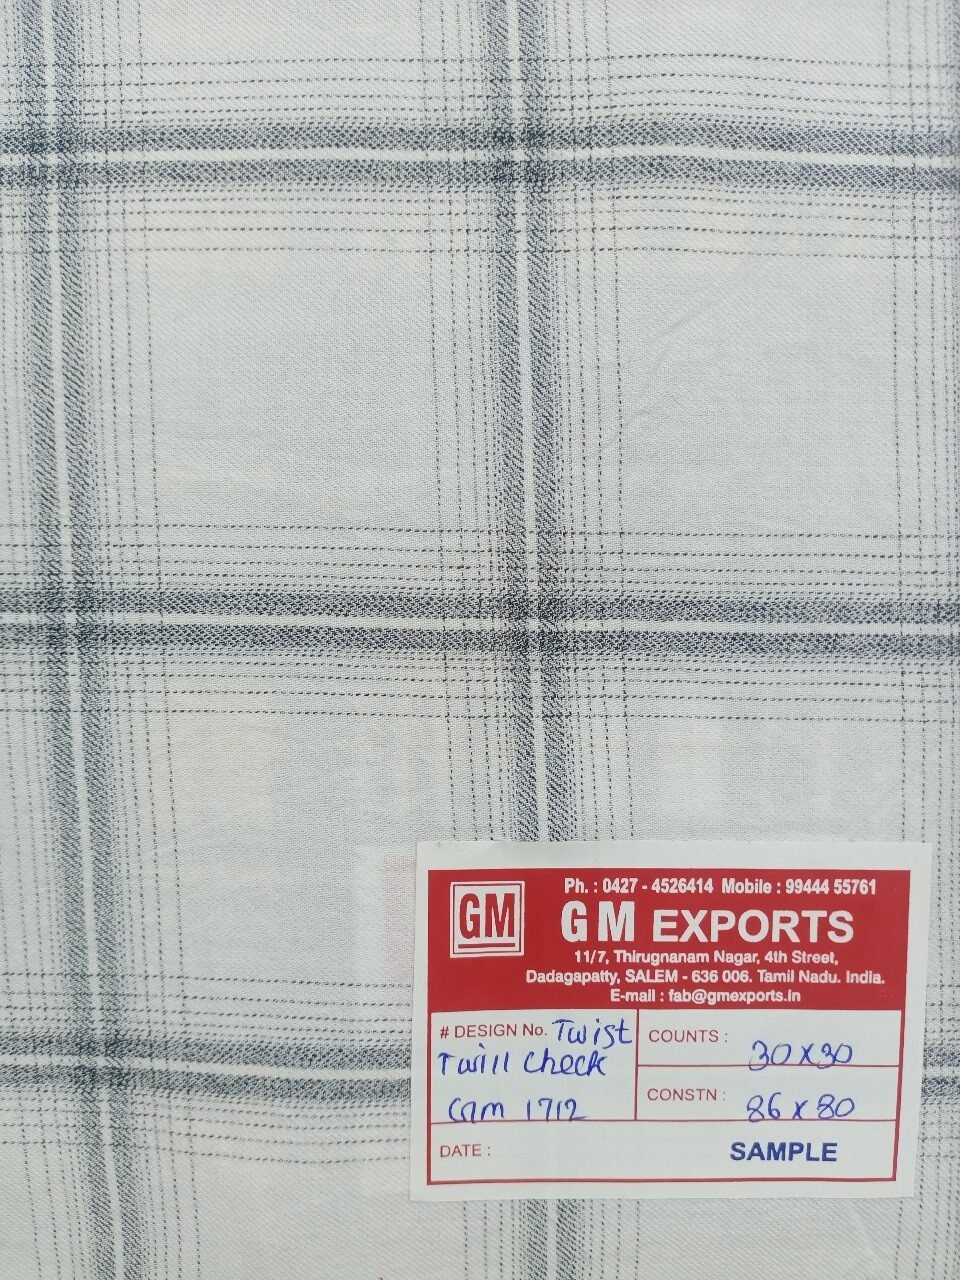 Ph. : 0427 - 4526414 Mobile : 99444 55761
GM
G M EXPORTS
11/7, Thirugnanam Nagar, 4th Street,
Dadagapatty, SALEM - 636 006. Tamil Nadu. India.
E-mail : fab@gmexports.in
# DESIGN No. Twist
Twill Check
GM 1712
COUNTS : 30 x 30
CONSTN : 86 x 80
DATE :
SAMPLE